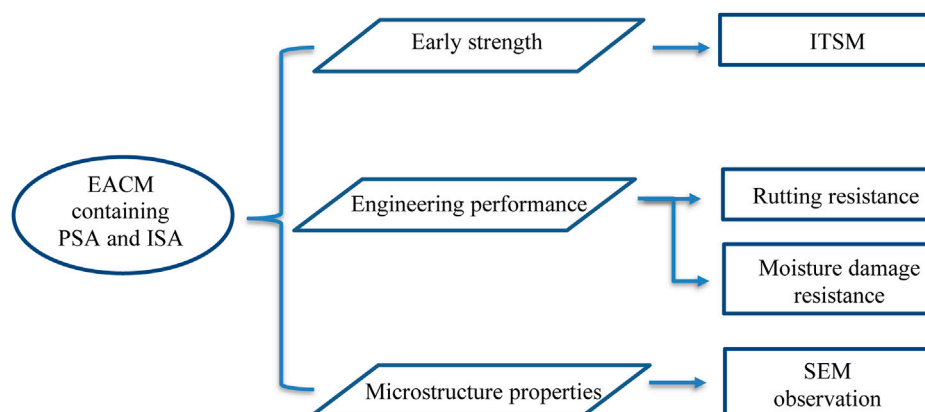 Early strength
ITSM
EACM
containing
PSA and ISA
Engineering performance
Rutting resistance
Moisture damage
resistance
Microstructure properties
SEM
observation